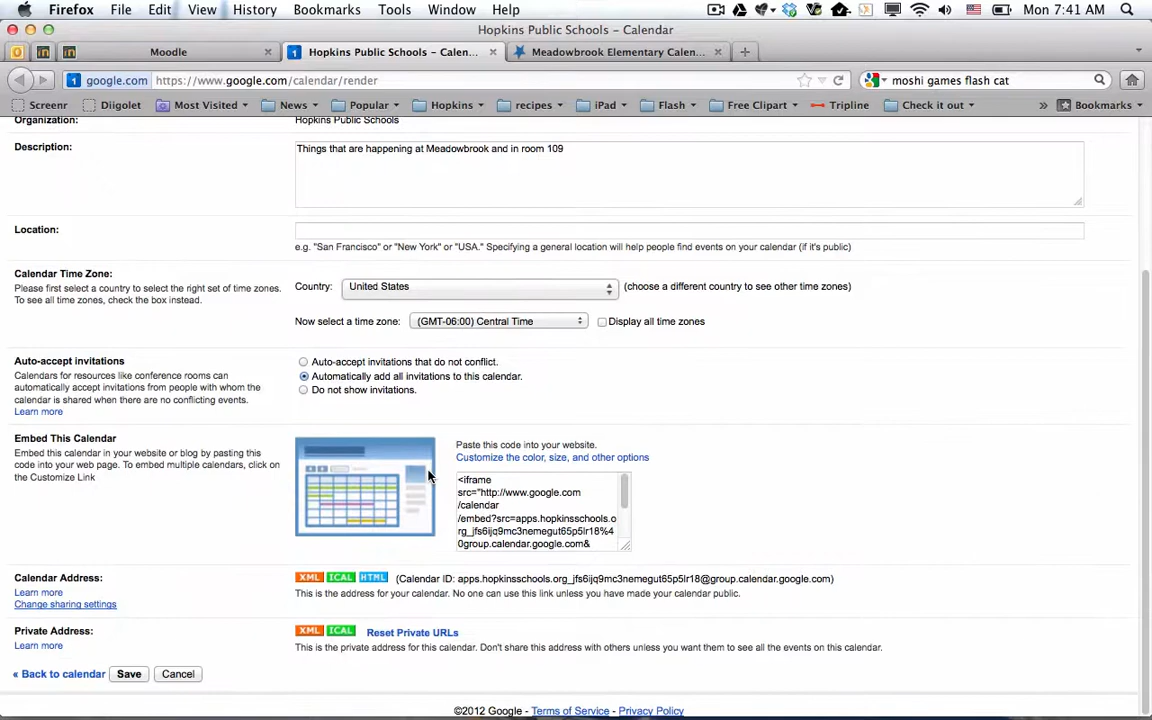 Firefox File Edit View History Bookmarks Tools Window Help Mon 7:41 AM
Hopkins Public Schools – Calendar
Moodle Hopkins Public Schools – Calen... Meadowbrook Elementary Calen...
google.com https://www.google.com/calendar/render moshi games flash cat
Screenr Diigolet Most Visited News Popular Hopkins recipes iPad Flash Free Clipart Tripline Check it out » Bookmarks
Organization: Hopkins Public Schools
Description: Things that are happening at Meadowbrook and in room 109
Location:
e.g. "San Francisco" or "New York" or "USA." Specifying a general location will help people find events on your calendar (if it's public)
Calendar Time Zone:
Please first select a country to select the right set of time zones.
To see all time zones, check the box instead.
Country: United States (choose a different country to see other time zones)
Now select a time zone: (GMT-06:00) Central Time Display all time zones
Auto-accept invitations
Calendars for resources like conference rooms can
automatically accept invitations from people with whom the
calendar is shared when there are no conflicting events.
Learn more
Auto-accept invitations that do not conflict.
Automatically add all invitations to this calendar.
Do not show invitations.
Embed This Calendar
Embed this calendar in your website or blog by pasting this
code into your web page. To embed multiple calendars, click on
the Customize Link
Paste this code into your website.
Customize the color, size, and other options
<iframe
src="http://www.google.com
/calendar
/embed?src=apps.hopkinsschools.o
rg_jfs6ijq9mc3nemegut65p5lr18%4
0group.calendar.google.com&
Calendar Address:
Learn more
Change sharing settings
XML ICAL HTML (Calendar ID: apps.hopkinsschools.org_jfs6ijq9mc3nemegut65p5lr18@group.calendar.google.com)
This is the address for your calendar. No one can use this link unless you have made your calendar public.
Private Address:
Learn more
XML ICAL Reset Private URLs
This is the private address for this calendar. Don't share this address with others unless you want them to see all the events on this calendar.
« Back to calendar Save Cancel
©2012 Google - Terms of Service - Privacy Policy